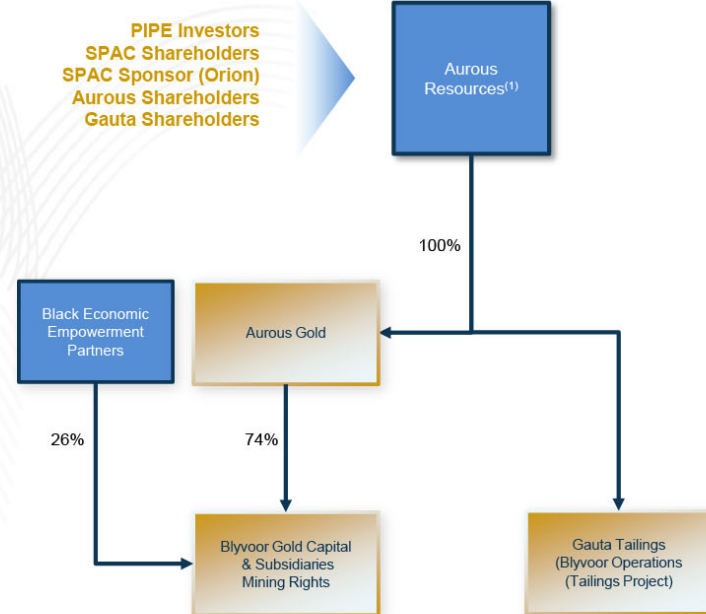 PIPE Investors
SPAC Shareholders
SPAC Sponsor (Orion)
Aurous Shareholders
Gauta Shareholders
Aurous
Resources(1)
100%
Black Economic
Empowerment
Partners
Aurous Gold
26%
74%
Blyvoor Gold Capital
& Subsidiaries
Mining Rights
Gauta Tailings
(Blyvoor Operations
(Tailings Project)